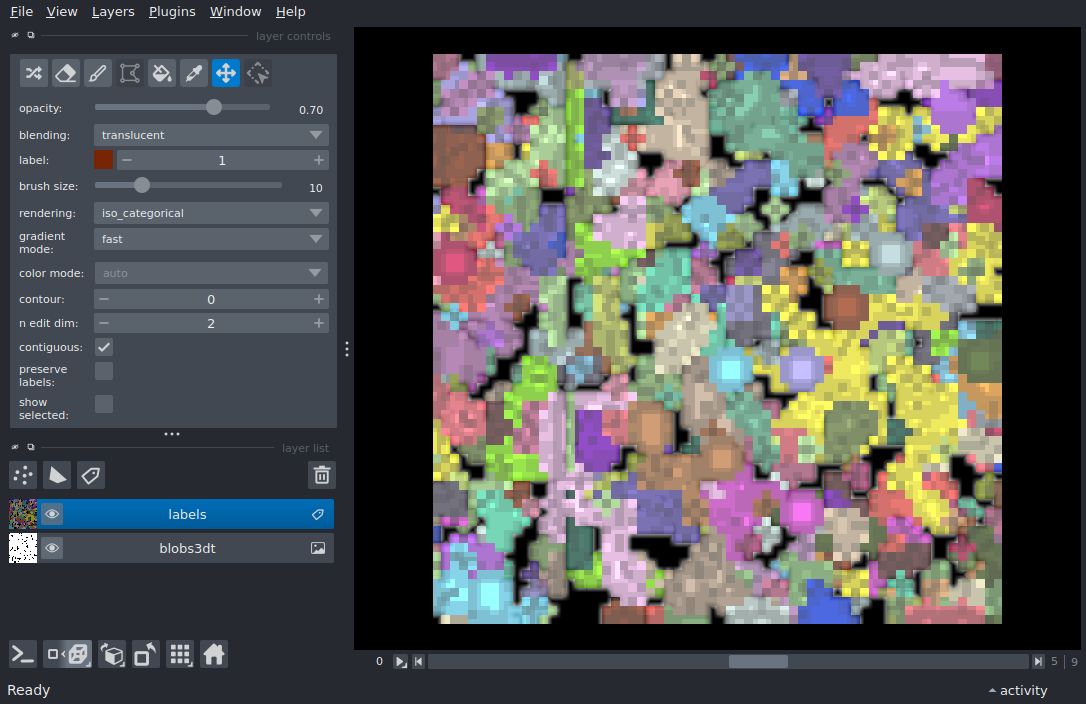 File View Layers Plugins Window Help
layer controls
opacity: 0.70
blending: translucent
label: 1
brush size: 10
rendering: iso_categorical
gradient
mode: fast
color mode: auto
contour: 0
n edit dim: 2
contiguous:
preserve
labels:
show
selected:
layer list
labels
blobs3dt
0 5 | 9
Ready activity